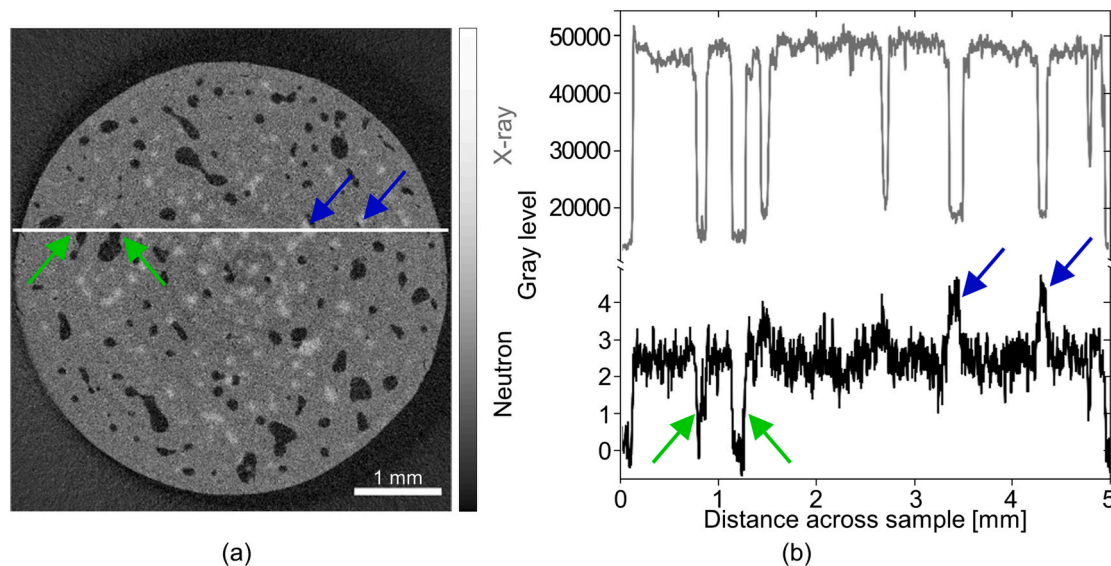 1 mm
(a)
50000
40000
30000
20000
4
3
2
1
0
X-ray
Gray level
Neutron
0 1 2 3 4 5
Distance across sample [mm]
(b)